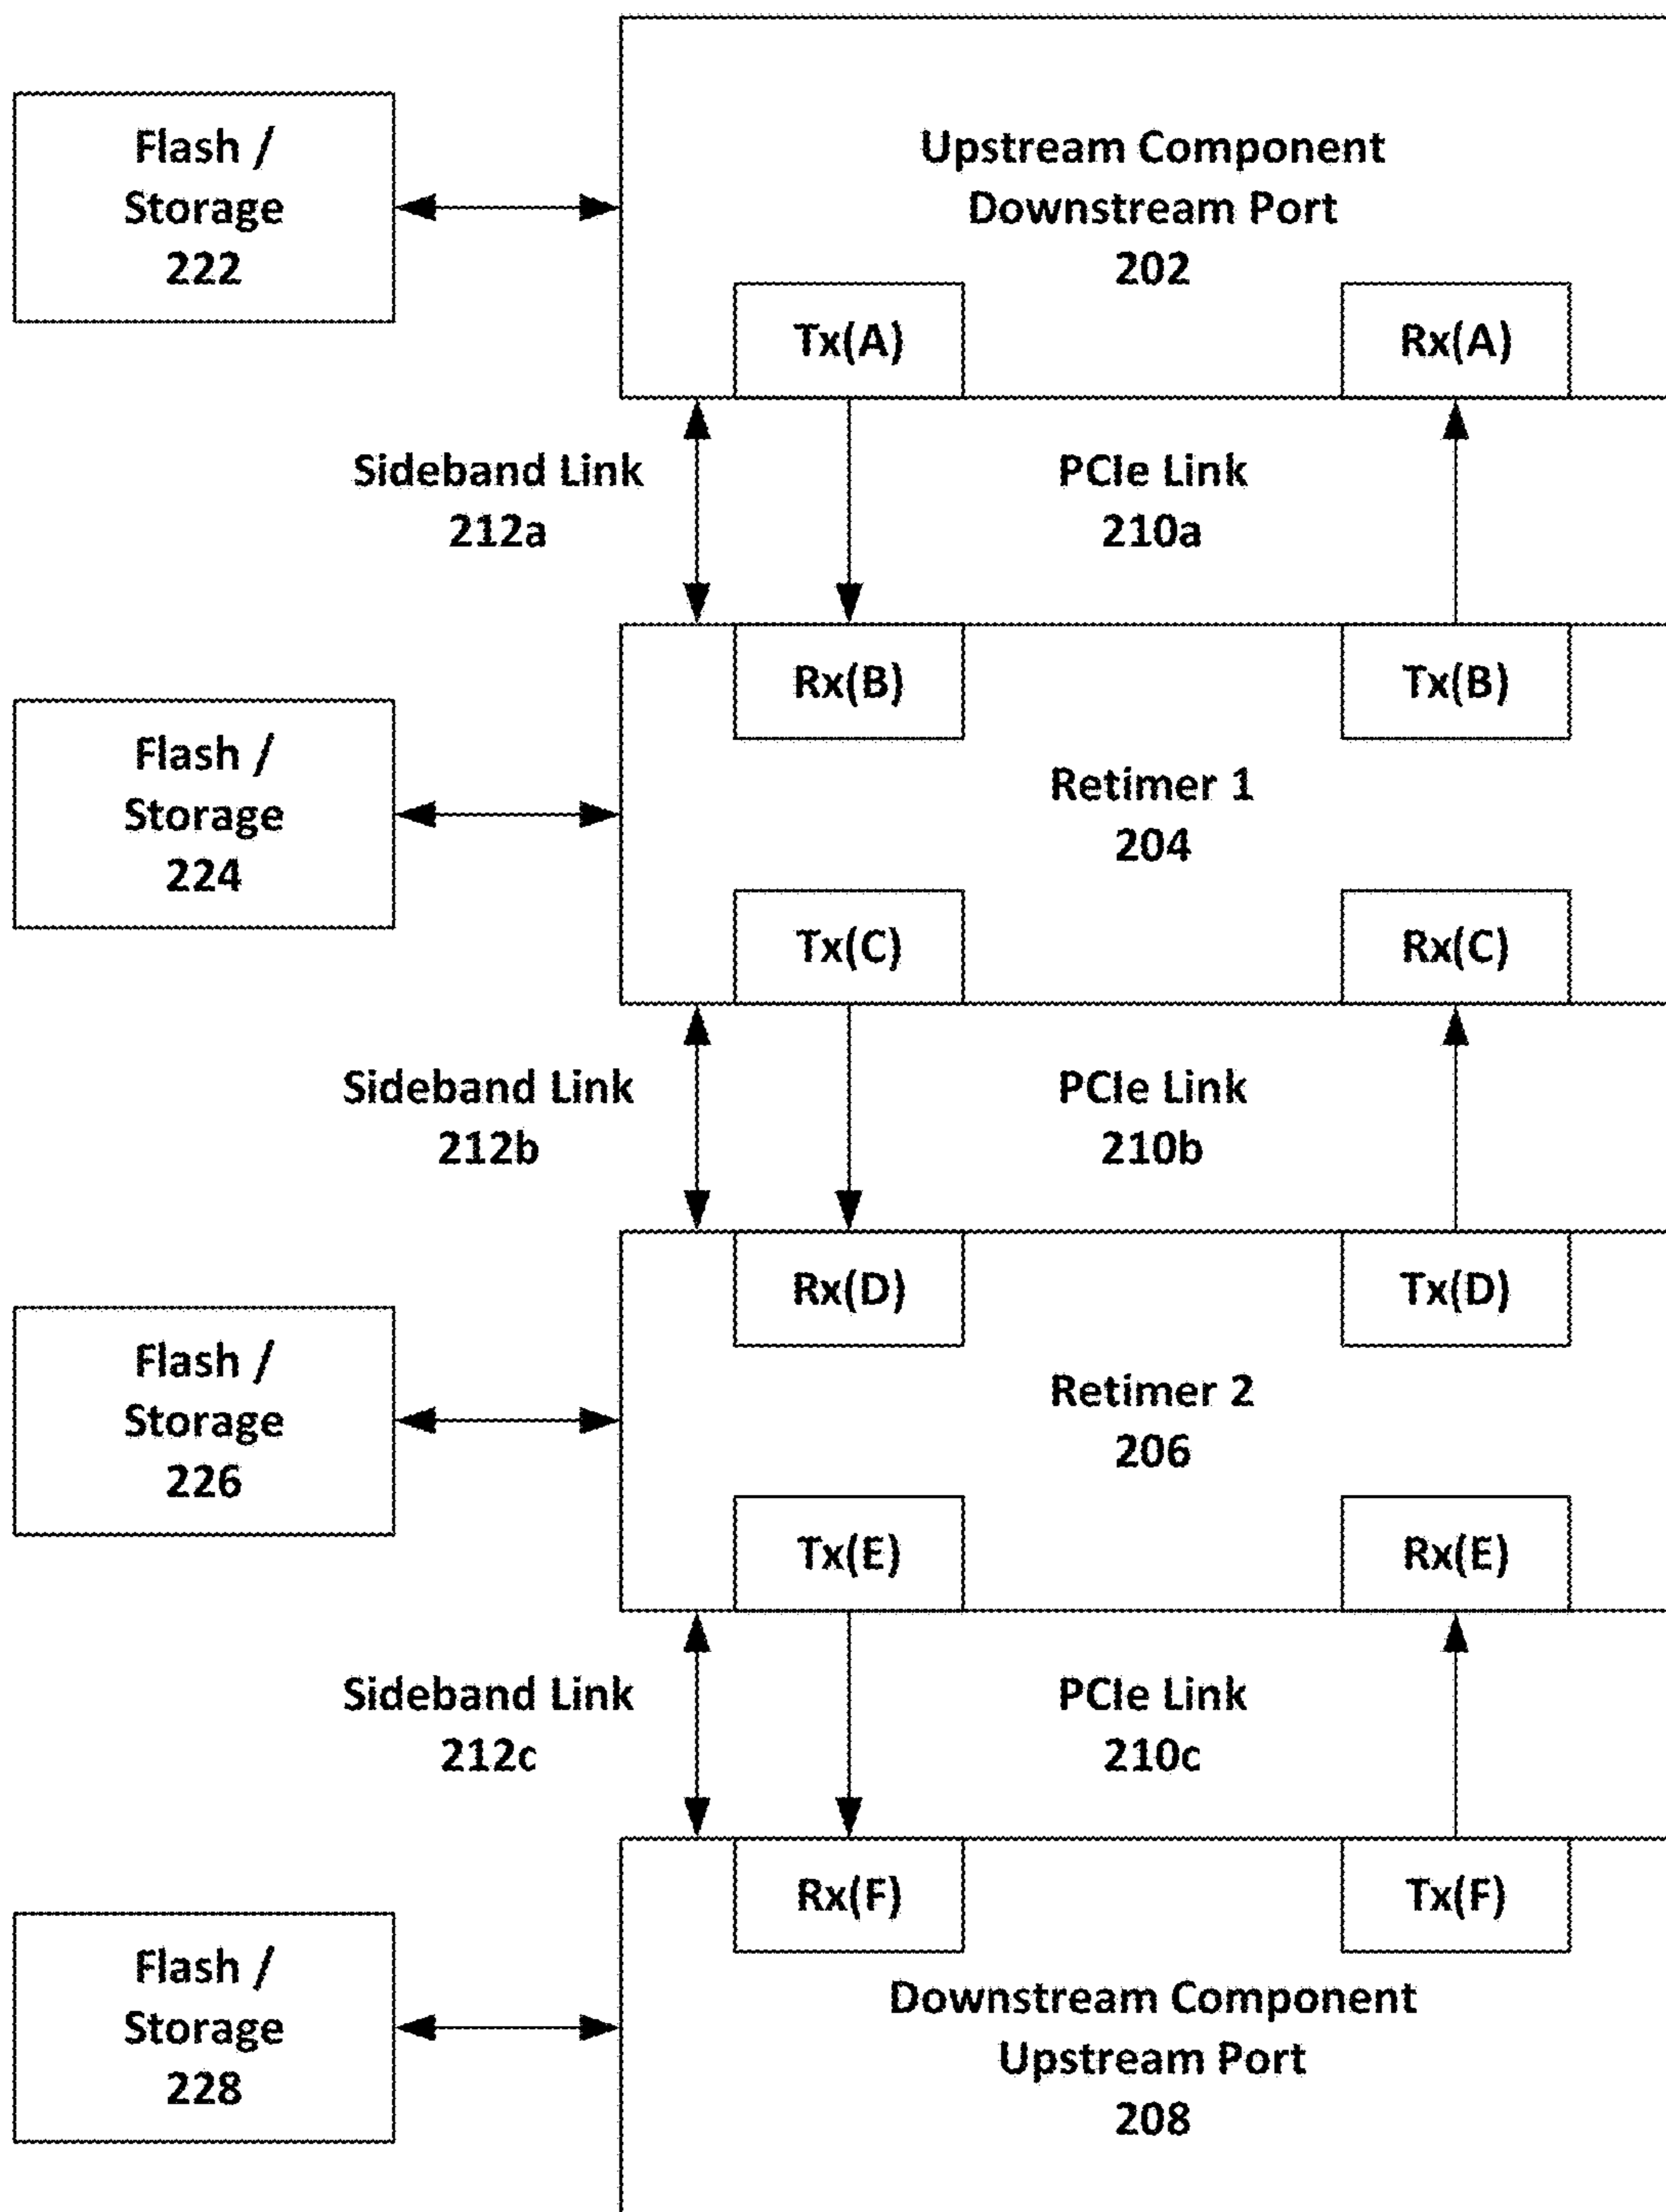 Flash /
Storage
222
Upstream Component
Downstream Port
202
Tx(A)
Rx(A)
Sideband Link
212a
PCIe Link
210a
Rx(B)
Tx(B)
Flash /
Storage
224
Retimer 1
204
Tx(C)
Rx(C)
Sideband Link
212b
PCIe Link
210b
Rx(D)
Tx(D)
Flash /
Storage
226
Retimer 2
206
Tx(E)
Rx(E)
Sideband Link
212c
PCIe Link
210c
Rx(F)
Tx(F)
Flash /
Storage
228
Downstream Component
Upstream Port
208